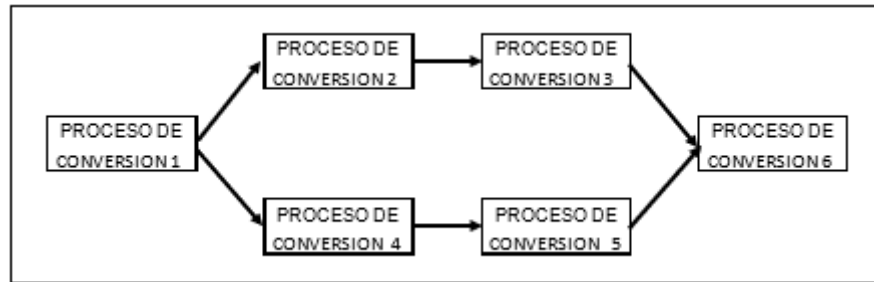 PROCESO DE
CONVERSION 1
PROCESO DE
CONVERSION 2
PROCESO DE
CONVERSION 3
PROCESO DE
CONVERSION 4
PROCESO DE
CONVERSION 5
PROCESO DE
CONVERSION 6